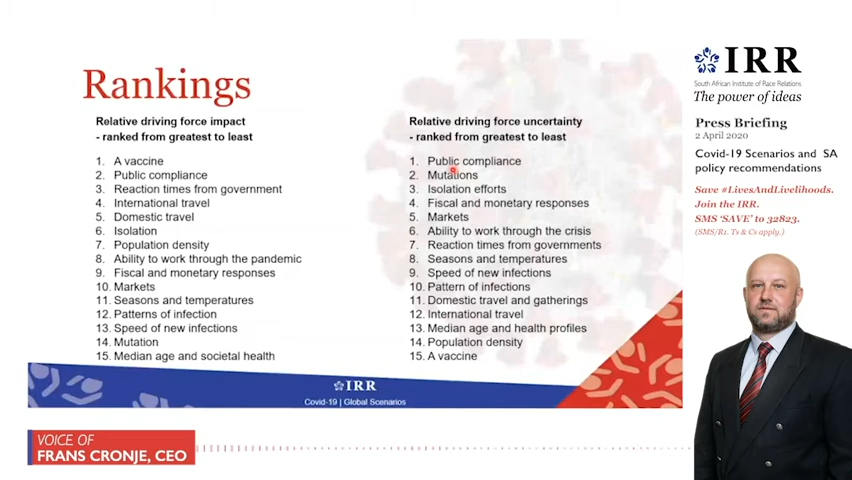 Rankings
Relative driving force impact
- ranked from greatest to least
1. A vaccine
2. Public compliance
3. Reaction times from government
4. International travel
5. Domestic travel
6. Isolation
7. Population density
8. Ability to work through the pandemic
9. Fiscal and monetary responses
10. Markets
11. Seasons and temperatures
12. Patterns of infection
13. Speed of new infections
14. Mutation
15. Median age and societal health
Relative driving force uncertainty
- ranked from greatest to least
1. Public compliance
2. Mutations
3. Isolation efforts
4. Fiscal and monetary responses
5. Markets
6. Ability to work through the crisis
7. Reaction times from governments
8. Seasons and temperatures
9. Speed of new infections
10. Pattern of infections
11. Domestic travel and gatherings
12. International travel
13. Median age and health profiles
14. Population density
15. A vaccine
IRR
Covid-19 | Global Scenarios
IRR
South African Institute of Race Relations
The power of ideas
Press Briefing
2 April 2020
Covid-19 Scenarios and SA
policy recommendations
Save #LivesAndLivelihoods.
Join the IRR.
SMS ‘SAVE’ to 32823.
(SMS/R1. Ts & Cs apply.)
VOICE OF
FRANS CRONJE, CEO